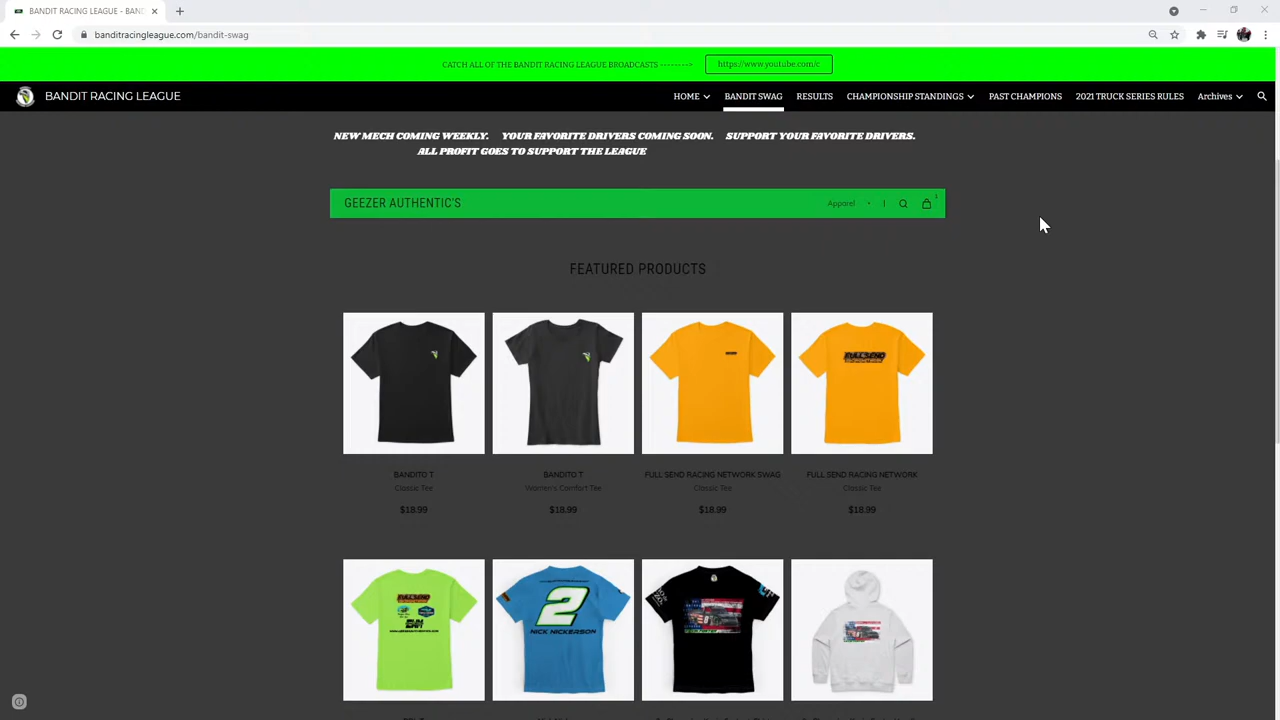 BANDIT RACING LEAGUE - BAN
banditracingleague.com/bandit-swag
CATCH ALL OF THE BANDIT RACING LEAGUE BROADCASTS -------->
https://www.youtube.com/c
BANDIT RACING LEAGUE
HOME BANDIT SWAG RESULTS CHAMPIONSHIP STANDINGS PAST CHAMPIONS 2021 TRUCK SERIES RULES Archives
NEW MECH COMING WEEKLY. YOUR FAVORITE DRIVERS COMING SOON. SUPPORT YOUR FAVORITE DRIVERS.
ALL PROFIT GOES TO SUPPORT THE LEAGUE
GEEZER AUTHENTIC'S
Apparel
FEATURED PRODUCTS
FULLSEND
BANDITO T
Classic Tee
$18.99
BANDITO T
Women's Comfort Tee
$18.99
FULL SEND RACING NETWORK SWAG
Classic Tee
$18.99
FULL SEND RACING NETWORK
Classic Tee
$18.99
FULLSEND
2
NICK NICKERSON